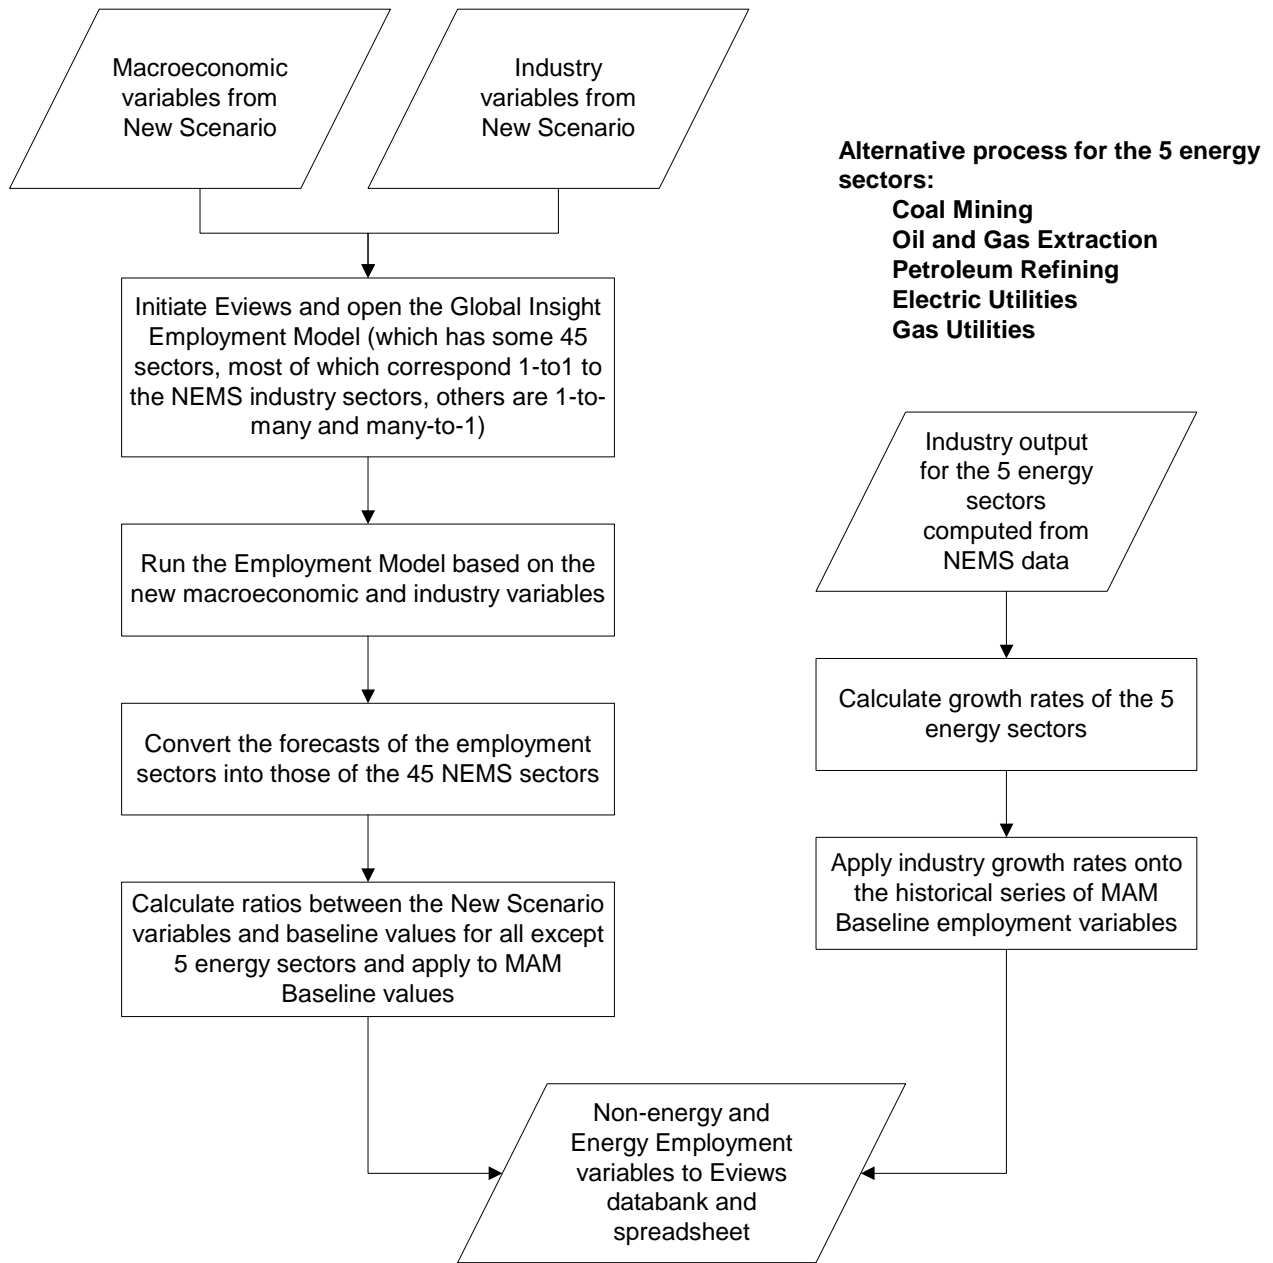 Macroeconomic
variables from
New Scenario
Industry
variables from
New Scenario
Initiate Eviews and open the Global Insight
Employment Model (which has some 45
sectors, most of which correspond 1-to1 to
the NEMS industry sectors, others are 1-to-
many and many-to-1)
Run the Employment Model based on the
new macroeconomic and industry variables
Convert the forecasts of the employment
sectors into those of the 45 NEMS sectors
Calculate ratios between the New Scenario
variables and baseline values for all except
5 energy sectors and apply to MAM
Baseline values
Alternative process for the 5 energy
sectors:
Coal Mining
Oil and Gas Extraction
Petroleum Refining
Electric Utilities
Gas Utilities
Industry output
for the 5 energy
sectors
computed from
NEMS data
Calculate growth rates of the 5
energy sectors
Apply industry growth rates onto
the historical series of MAM
Baseline employment variables
Non-energy and
Energy Employment
variables to Eviews
databank and
spreadsheet